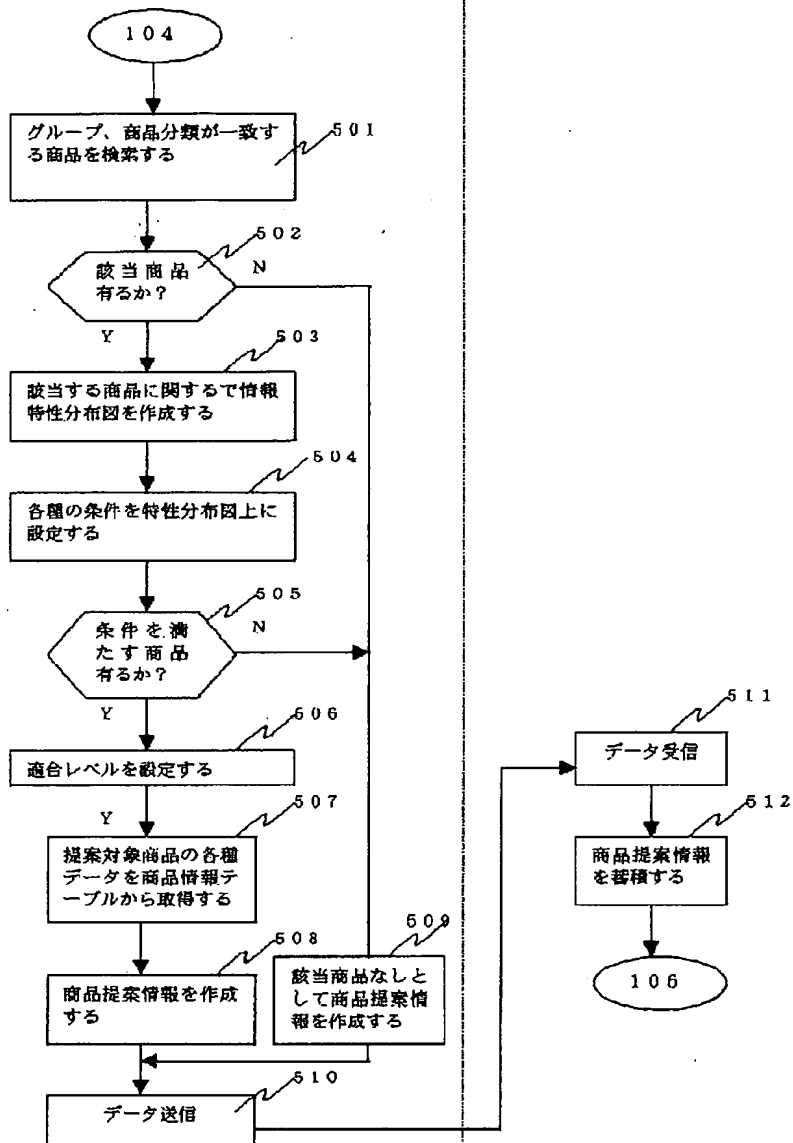 104
グループ、商品分類が一致す
る商品を検索する
501
502
該当商品
有るか？
N
Y
503
該当する商品に関するで情報
特性分布図を作成する
504
各種の条件を特性分布図上に
設定する
505
条件を満
たす商品
有るか？
N
Y
506
適合レベルを設定する
Y
507
提案対象商品の各種
データを商品情報テ
ーブルから取得する
508
商品提案情報を作成
する
509
該当商品なしと
して商品提案情
報を作成する
510
データ送信
511
データ受信
512
商品提案情報
を蓄積する
106